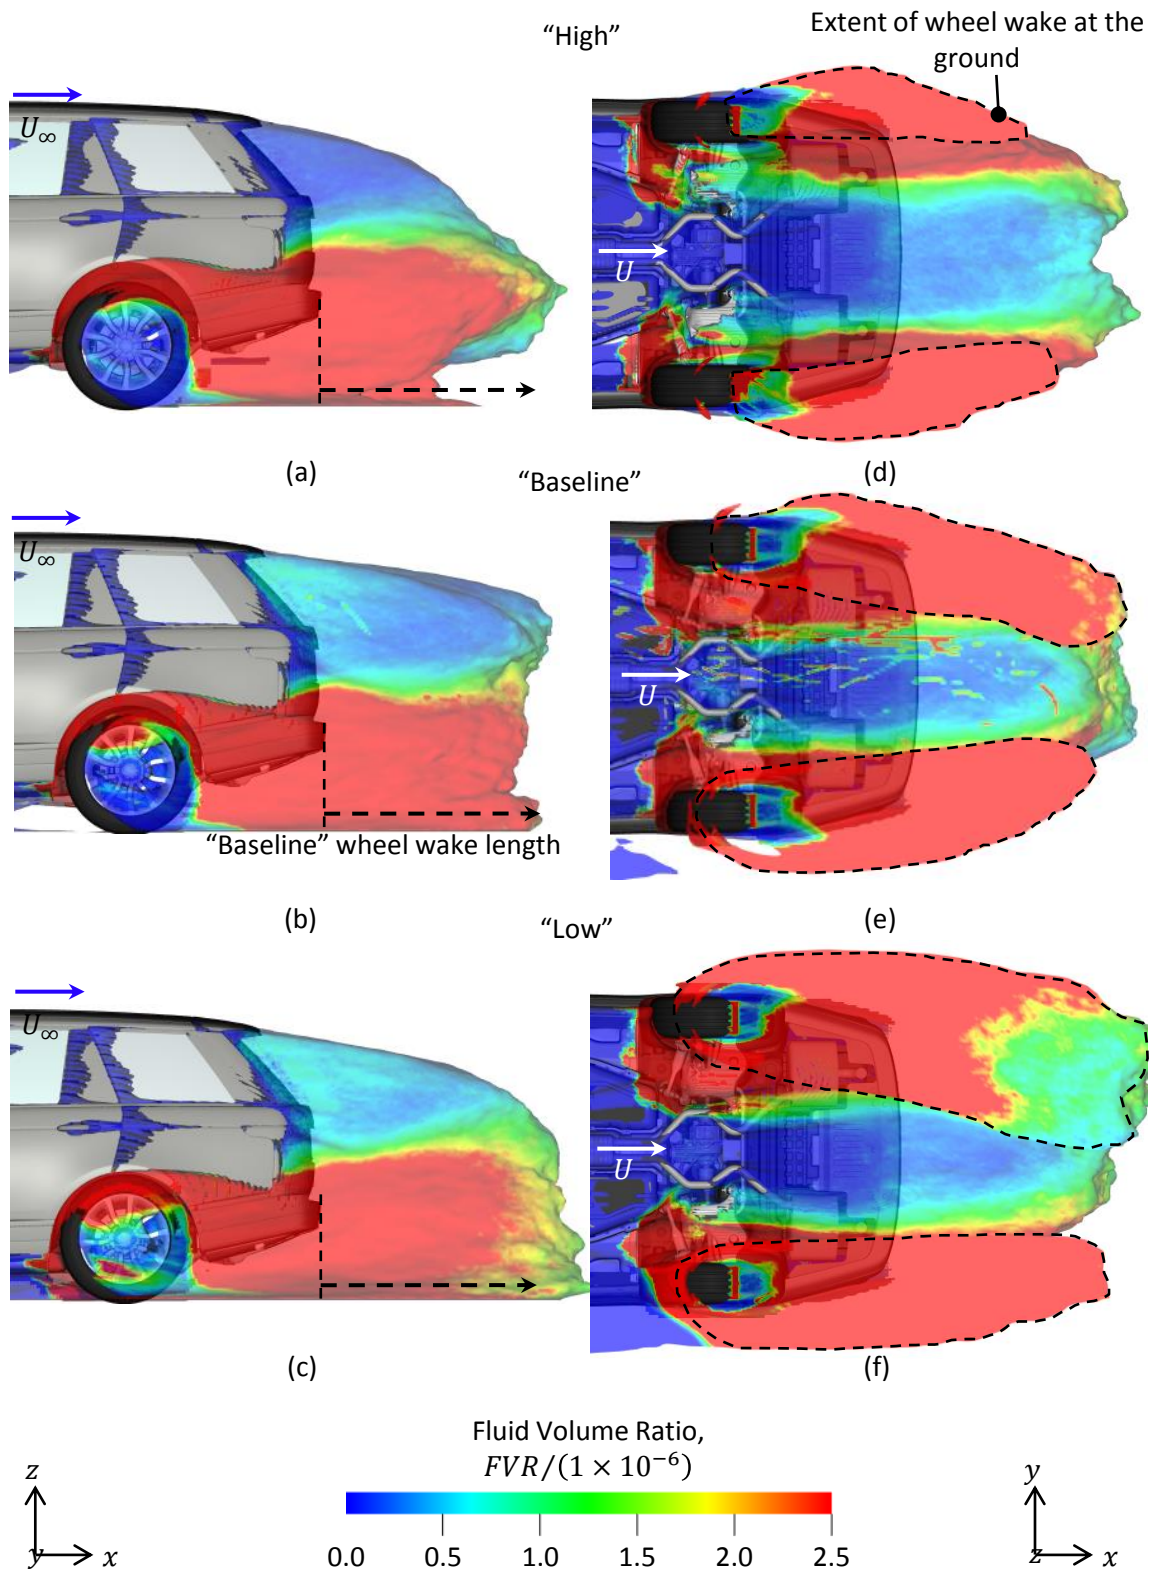 “High”
Extent of wheel wake at the
ground
U∞
U
(a)
(d)
“Baseline”
U∞
U
“Baseline” wheel wake length
(b)
(e)
“Low”
U∞
U
(c)
(f)
Fluid Volume Ratio,
FVR/(1 × 10⁻⁶)
z
y
x
0.0 0.5 1.0 1.5 2.0 2.5
y
z
x